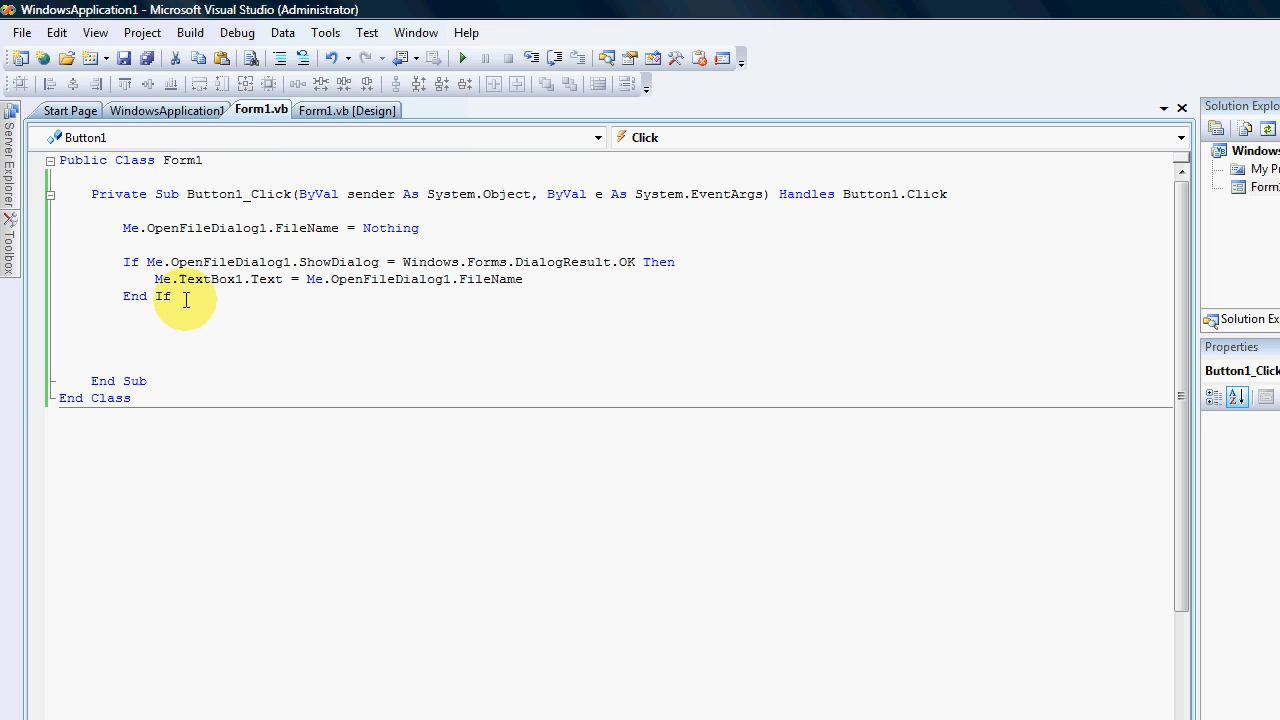 WindowsApplication1 - Microsoft Visual Studio (Administrator)
File Edit View Project Build Debug Data Tools Test Window Help
Start Page WindowsApplication1 Form1.vb Form1.vb [Design]
Solution Explo
Button1 Click
Server Explorer
Toolbox
Public Class Form1
Private Sub Button1_Click(ByVal sender As System.Object, ByVal e As System.EventArgs) Handles Button1.Click
Me.OpenFileDialog1.FileName = Nothing
If Me.OpenFileDialog1.ShowDialog = Windows.Forms.DialogResult.OK Then
Me.TextBox1.Text = Me.OpenFileDialog1.FileName
End If
End Sub
End Class
Windows
My P
Form
Solution Ex
Properties
Button1_Click